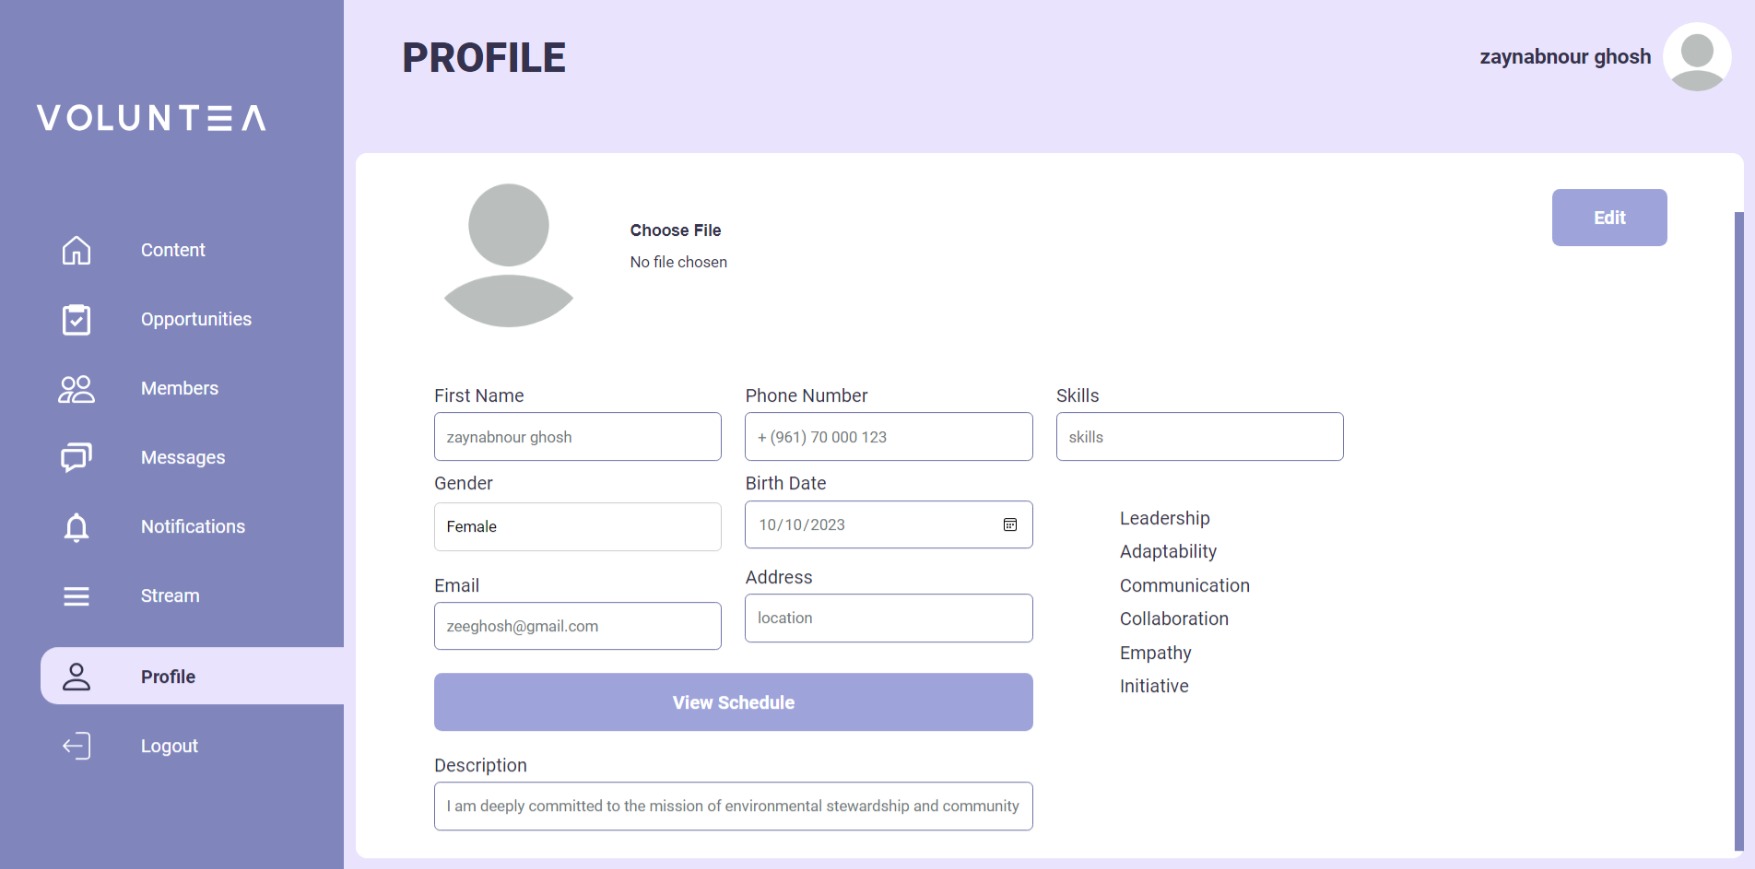 VOLUNTEA
Content
Opportunities
Members
Messages
Notifications
Stream
Profile
Logout
PROFILE
zaynabnour ghosh
Choose File
No file chosen
Edit
First Name
zaynabnour ghosh
Phone Number
+ (961) 70 000 123
Skills
skills
Gender
Female
Birth Date
10/10/2023
Email
zeeghosh@gmail.com
Address
location
Leadership
Adaptability
Communication
Collaboration
Empathy
Initiative
View Schedule
Description
I am deeply committed to the mission of environmental stewardship and community